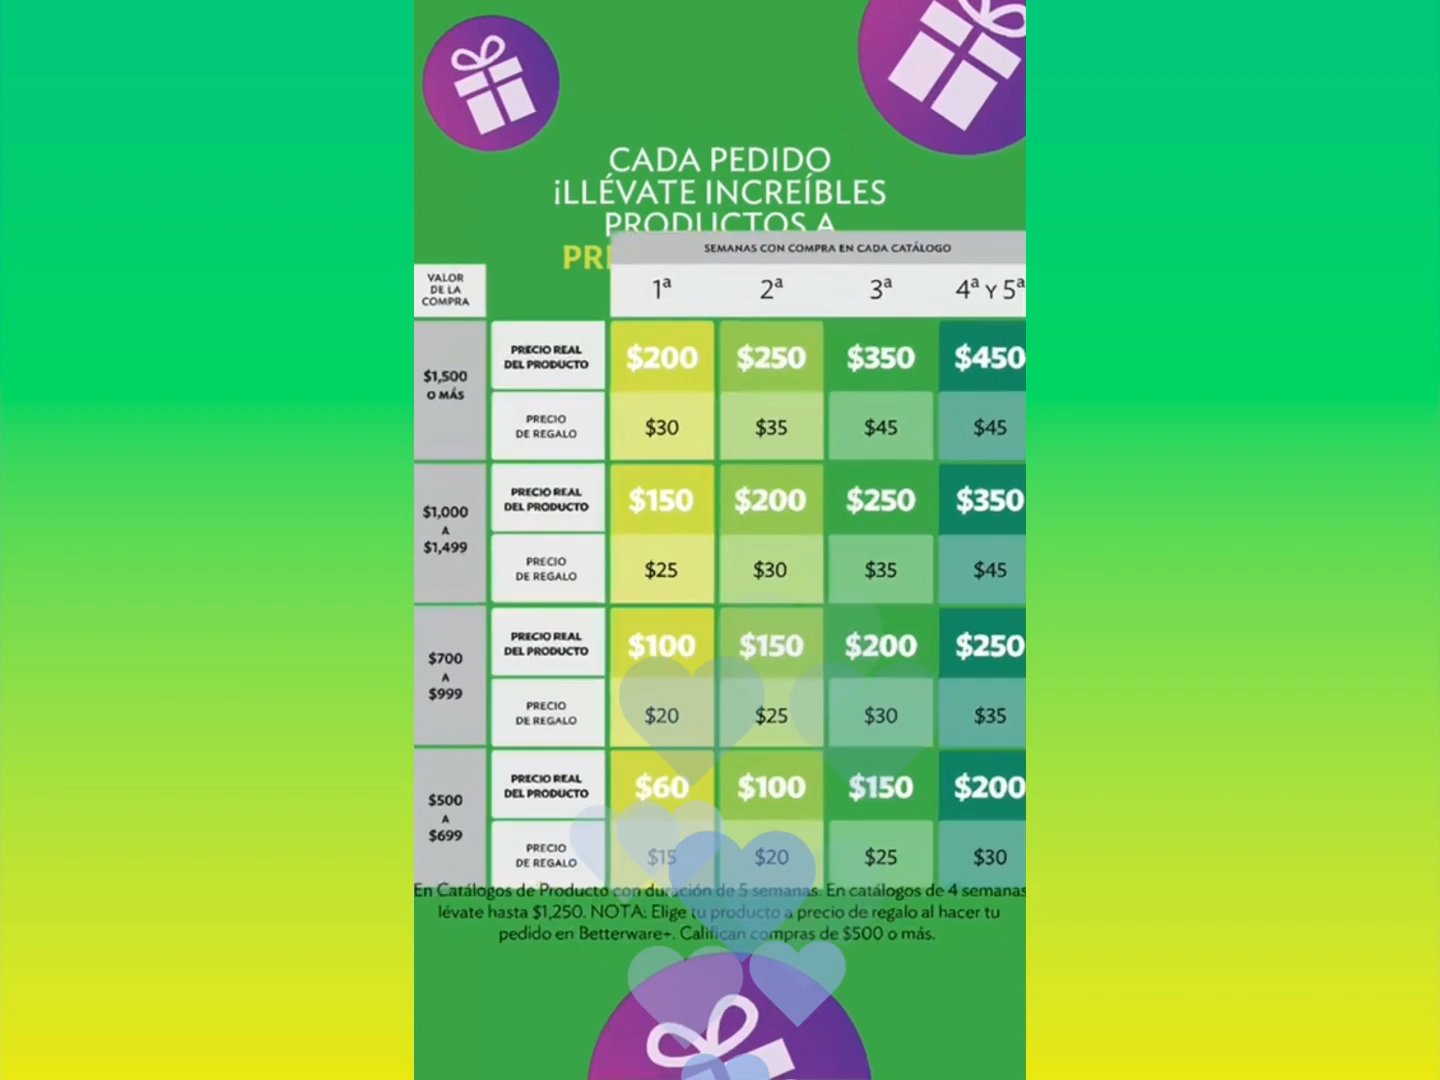 CADA PEDIDO
¡LLÉVATE INCREÍBLES
PRODUCTOS A
SEMANAS CON COMPRA EN CADA CATÁLOGO
VALOR
DE LA
COMPRA
1ª 2ª 3ª 4ª Y 5ª
$1,500
O MÁS
PRECIO REAL
DEL PRODUCTO
$200 $250 $350 $450
PRECIO
DE REGALO
$30 $35 $45 $45
$1,000
A
$1,499
PRECIO REAL
DEL PRODUCTO
$150 $200 $250 $350
PRECIO
DE REGALO
$25 $30 $35 $45
$700
A
$999
PRECIO REAL
DEL PRODUCTO
$100 $150 $200 $250
PRECIO
DE REGALO
$20 $25 $30 $35
$500
A
$699
PRECIO REAL
DEL PRODUCTO
$60 $100 $150 $200
PRECIO
DE REGALO
$15 $20 $25 $30
En Catálogos de Producto con duración de 5 semanas. En catálogos de 4 semanas
lévate hasta $1,250. NOTA: Elige tu producto a precio de regalo al hacer tu
pedido en Betterware+. Califican compras de $500 o más.